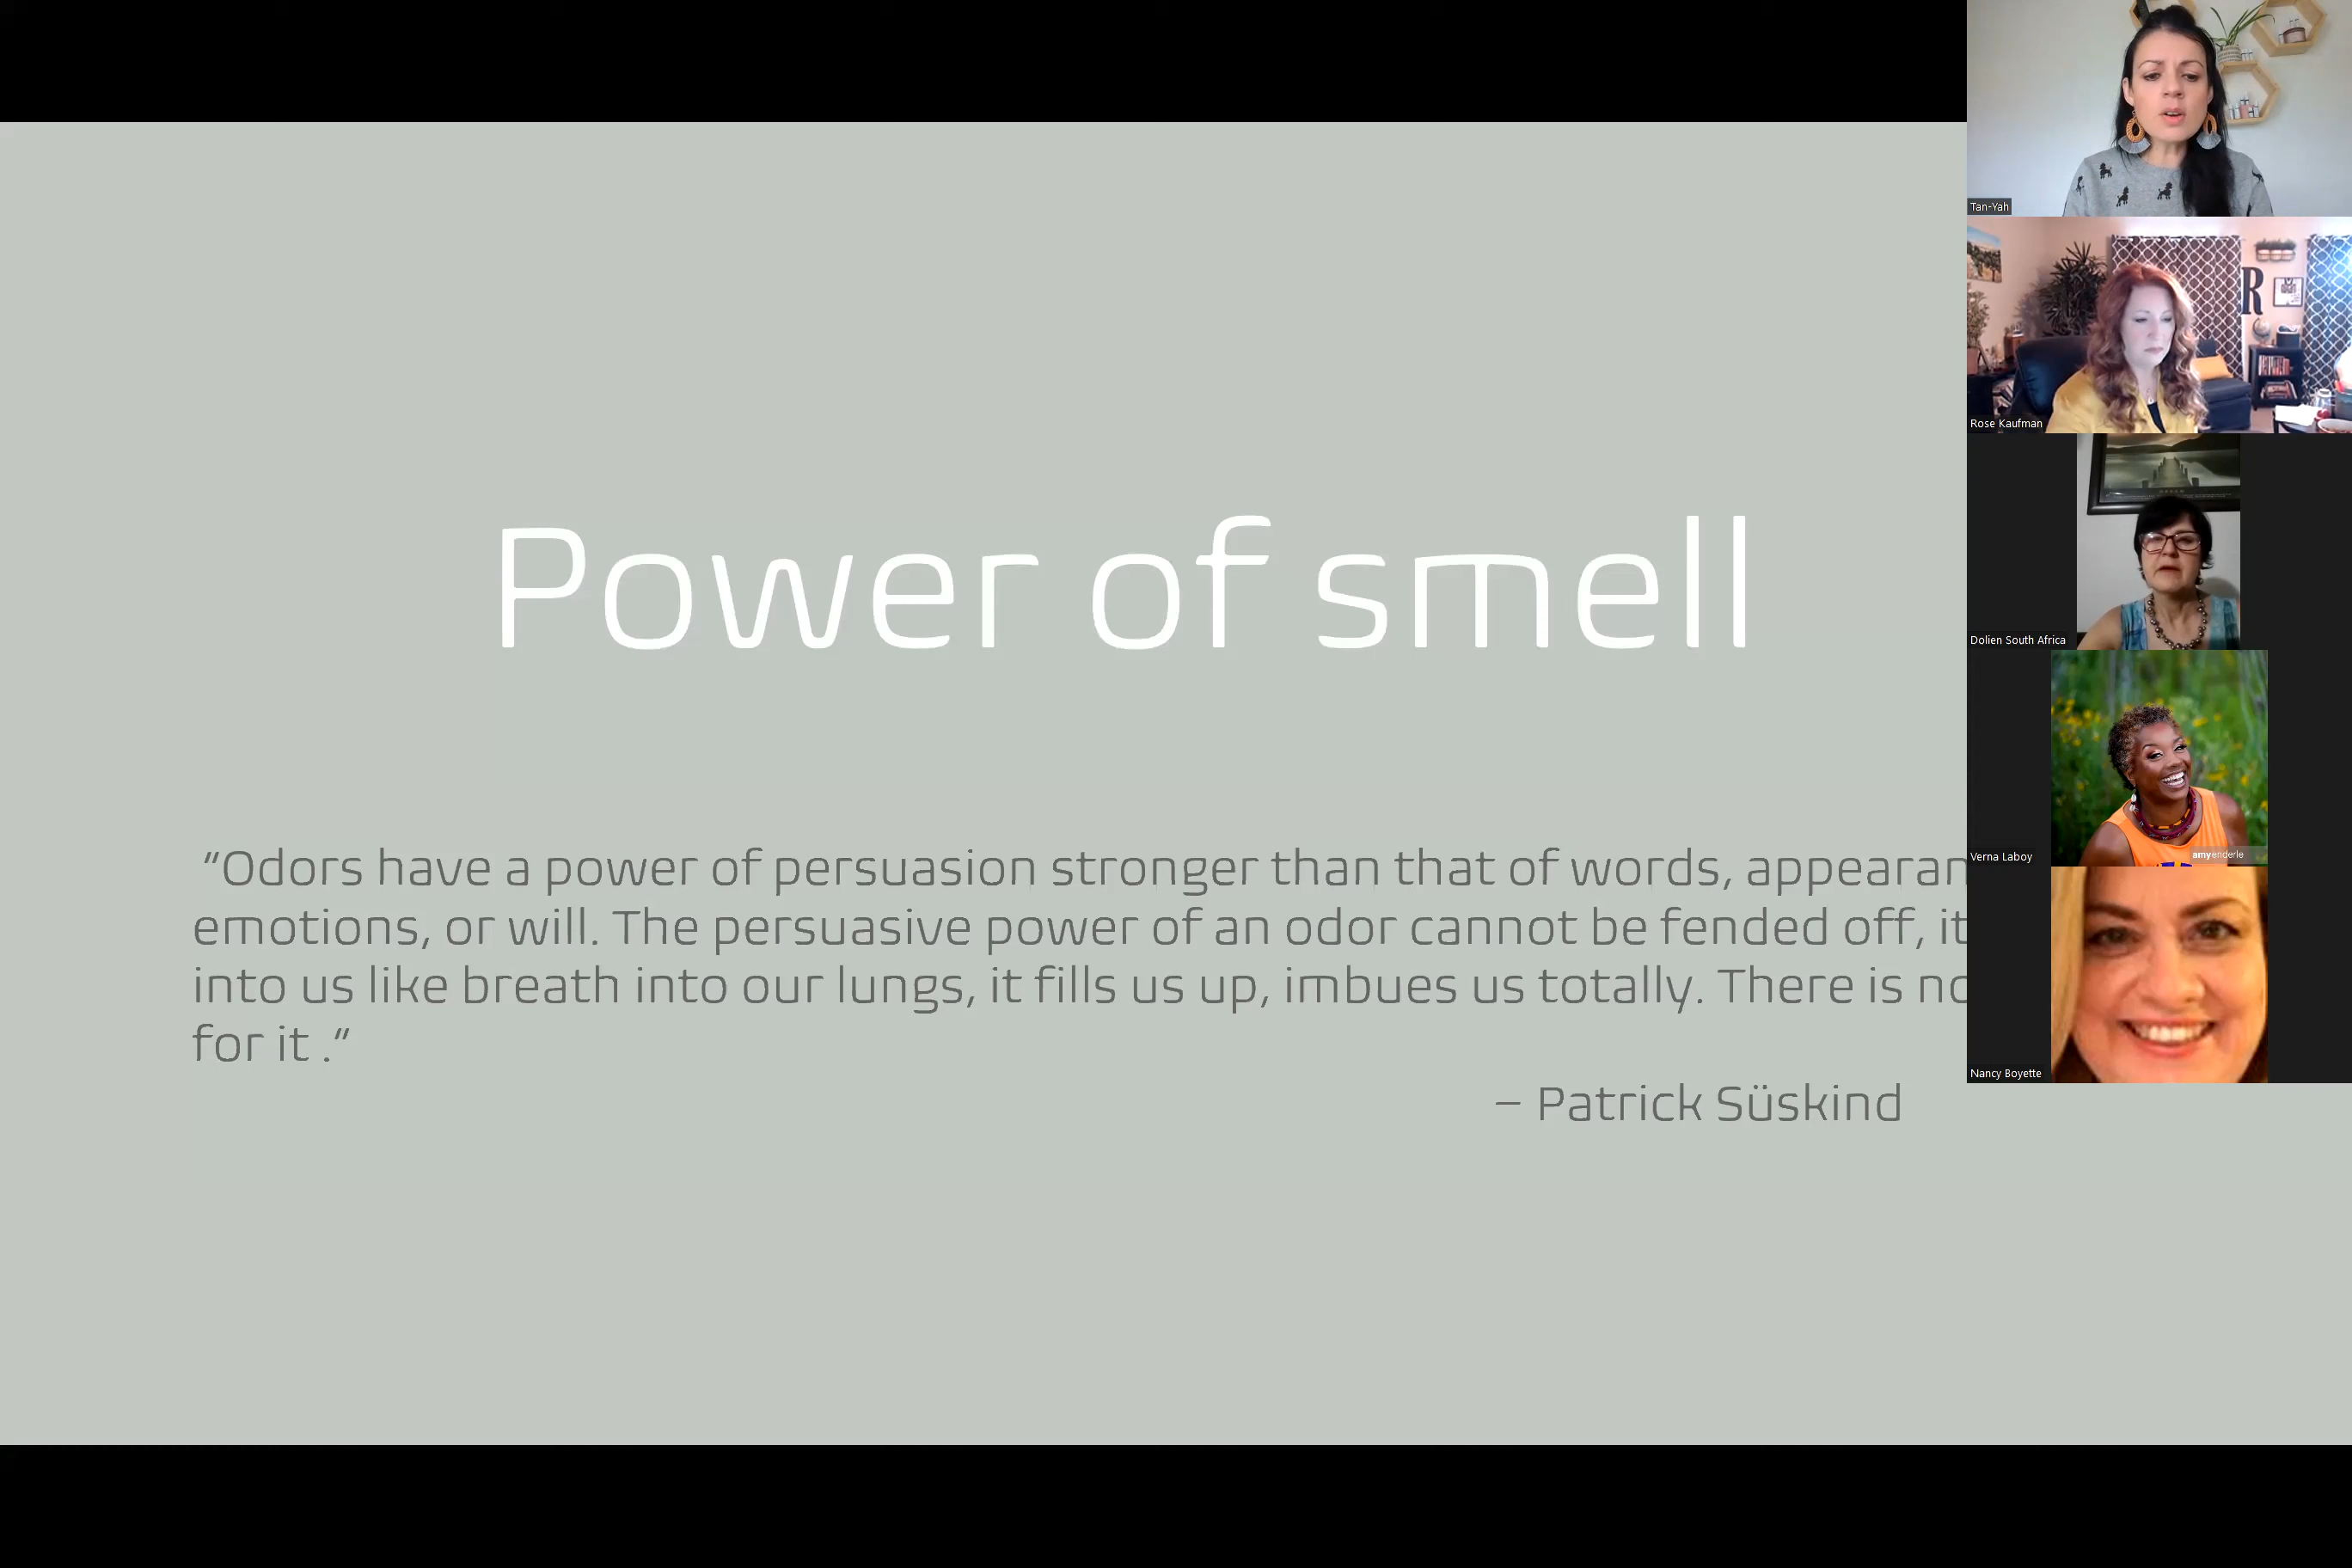 Power of smell
“Odors have a power of persuasion stronger than that of words,
emotions, or will. The persuasive power of an odor cannot be fended off, it
into us like breath into our lungs, it fills us up, imbues us totally. There is
for it .”
– Patrick Süskind
Tan-Yah
R
Rose Kaufman
Dolien South Africa
amyenderle
Verna Laboy
Nancy Boyette